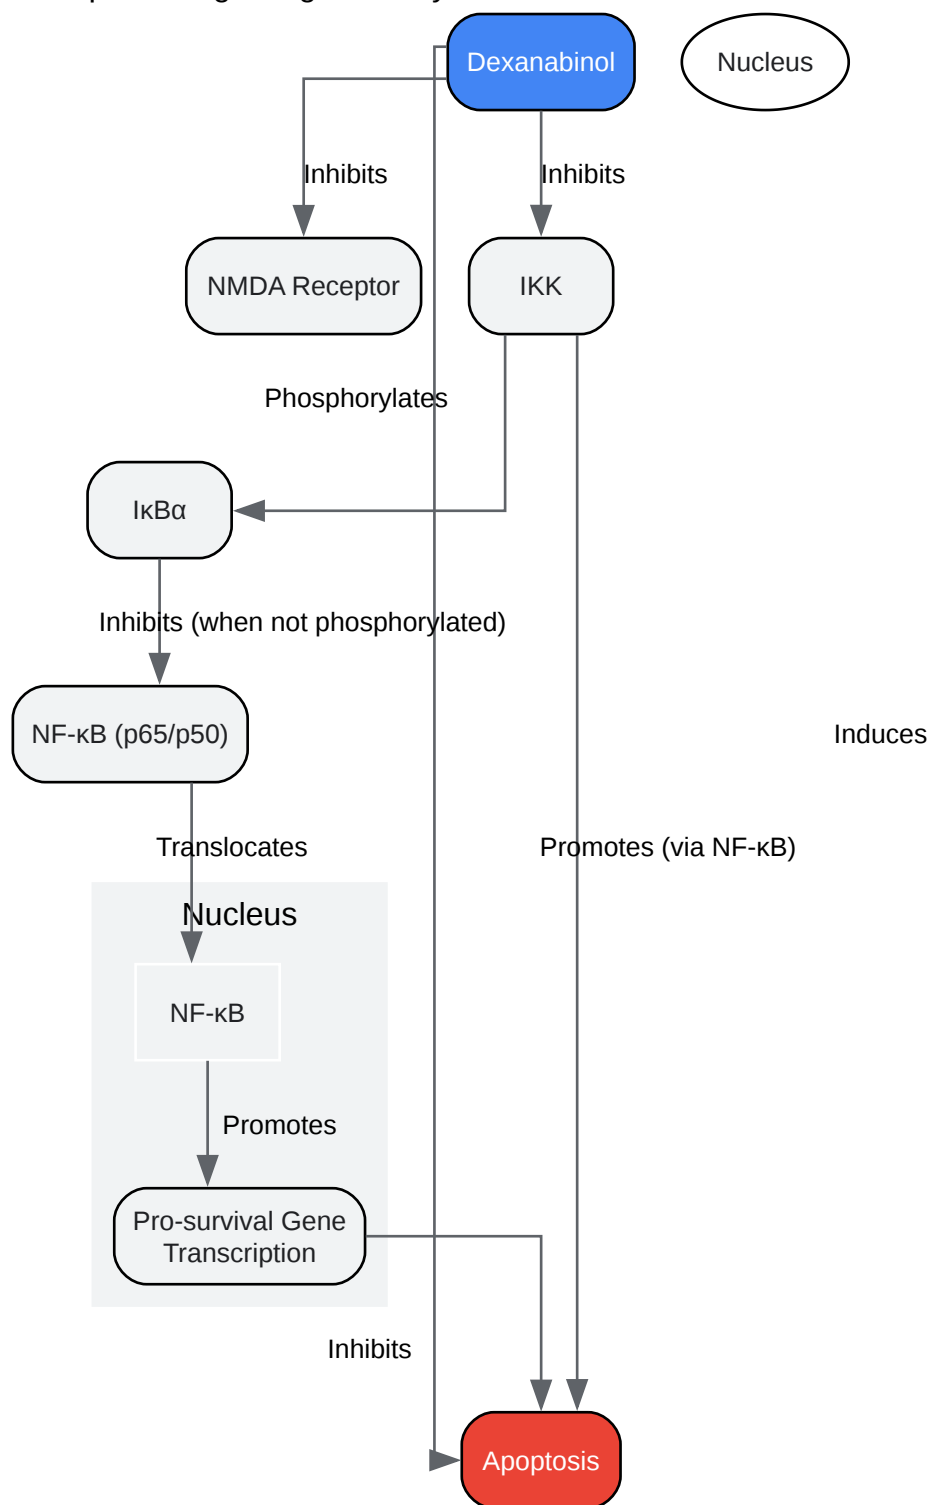 Dexanabinol
Nucleus
Inhibits
Inhibits
NMDA Receptor
IKK
Phosphorylates
IκBα
Inhibits (when not phosphorylated)
NF-κB (p65/p50)
Induces
Translocates
Promotes (via NF-κB)
Nucleus
NF-κB
Promotes
Pro-survival Gene
Transcription
Inhibits
Apoptosis